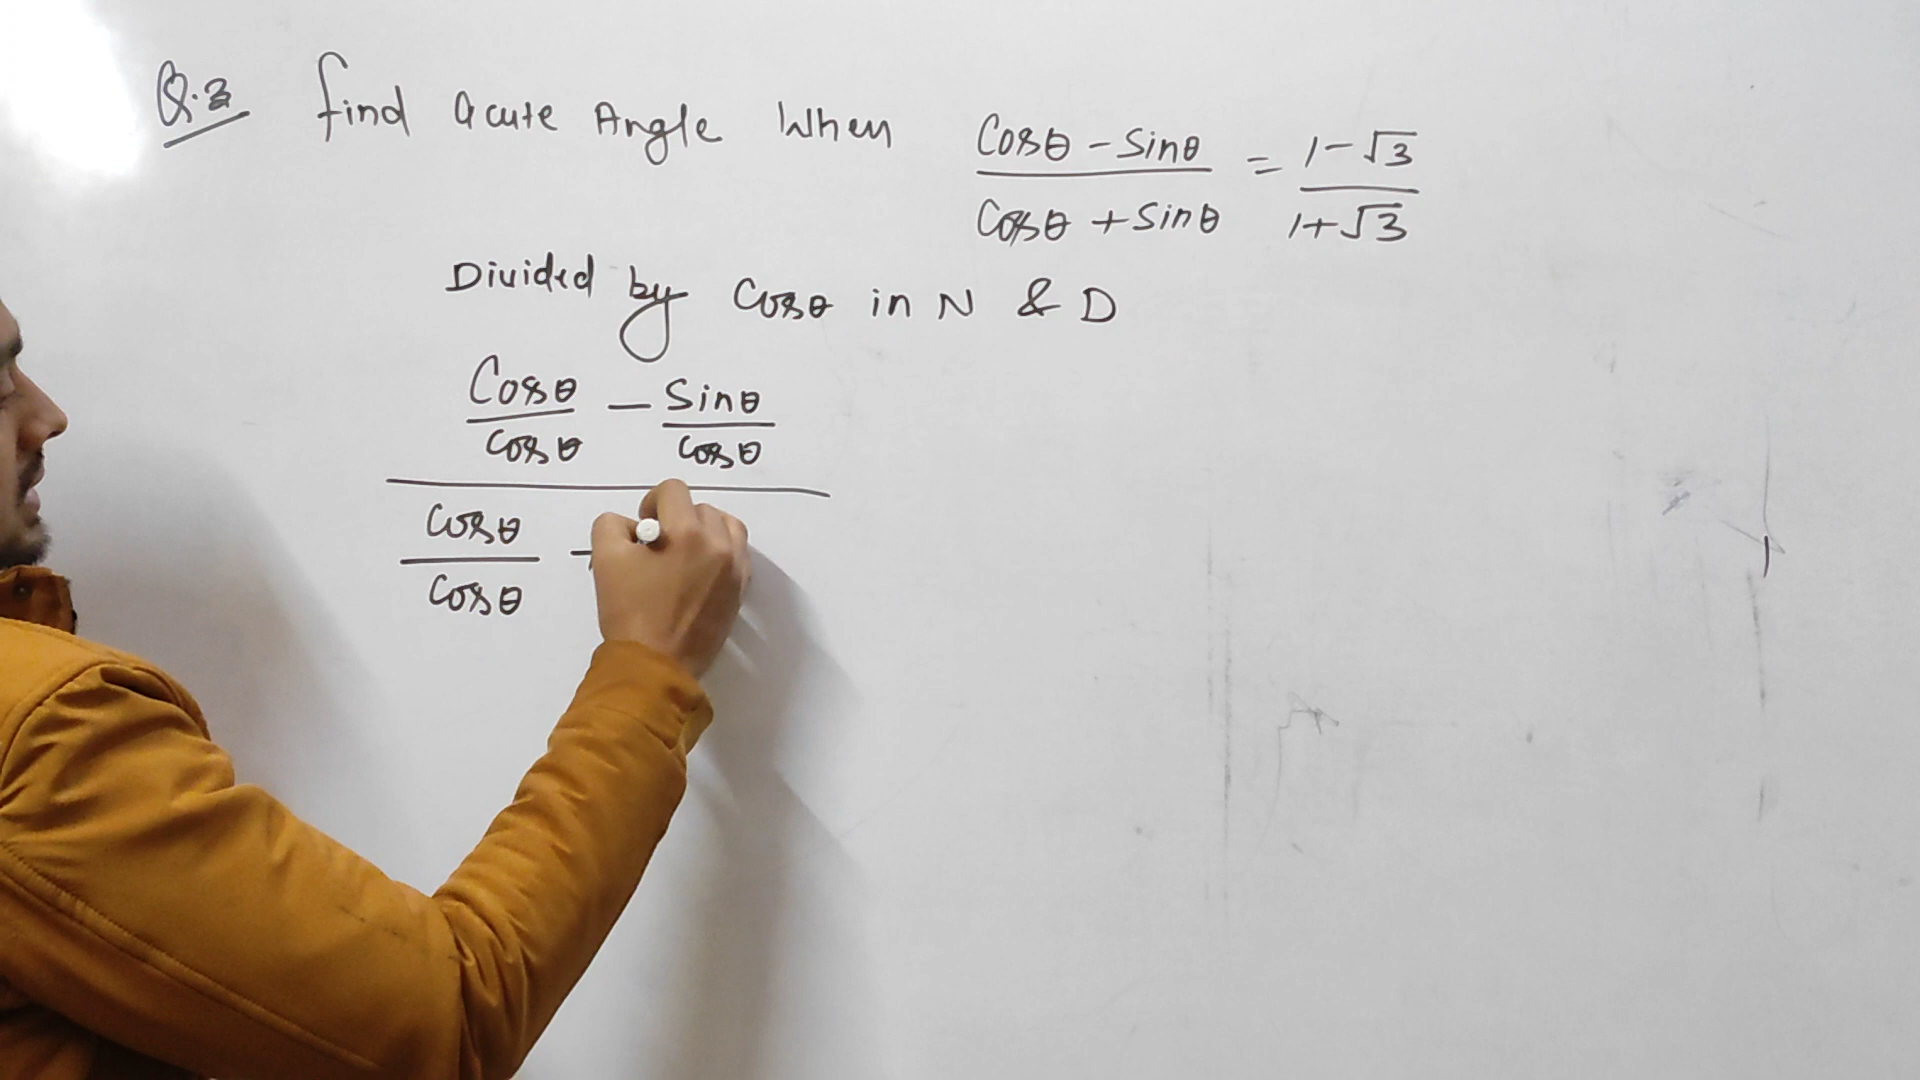 Q.3 find acute Angle When Cosθ - Sinθ / Cosθ + Sinθ = 1-√3 / 1+√3
Divided by Cosθ in N & D
Cosθ/Cosθ - Sinθ/Cosθ
Cosθ/Cosθ